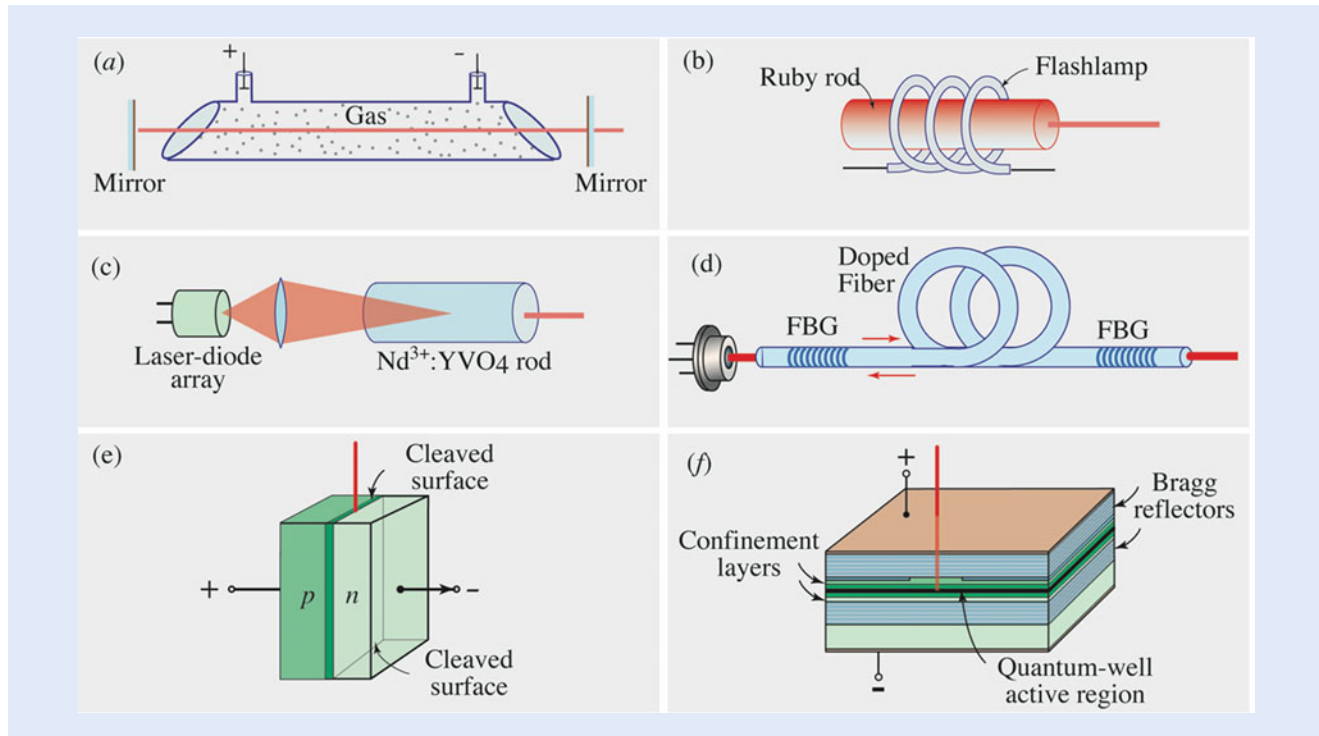 (a)
+
-
Gas
Mirror
Mirror
(b)
Ruby rod
Flashlamp
(c)
Laser-diode
array
Nd³⁺:YVO4 rod
(d)
Doped
Fiber
FBG
FBG
(e)
Cleaved
surface
+
p
n
-
Cleaved
surface
(f)
+
Bragg
reflectors
Confinement
layers
Quantum-well
active region
-